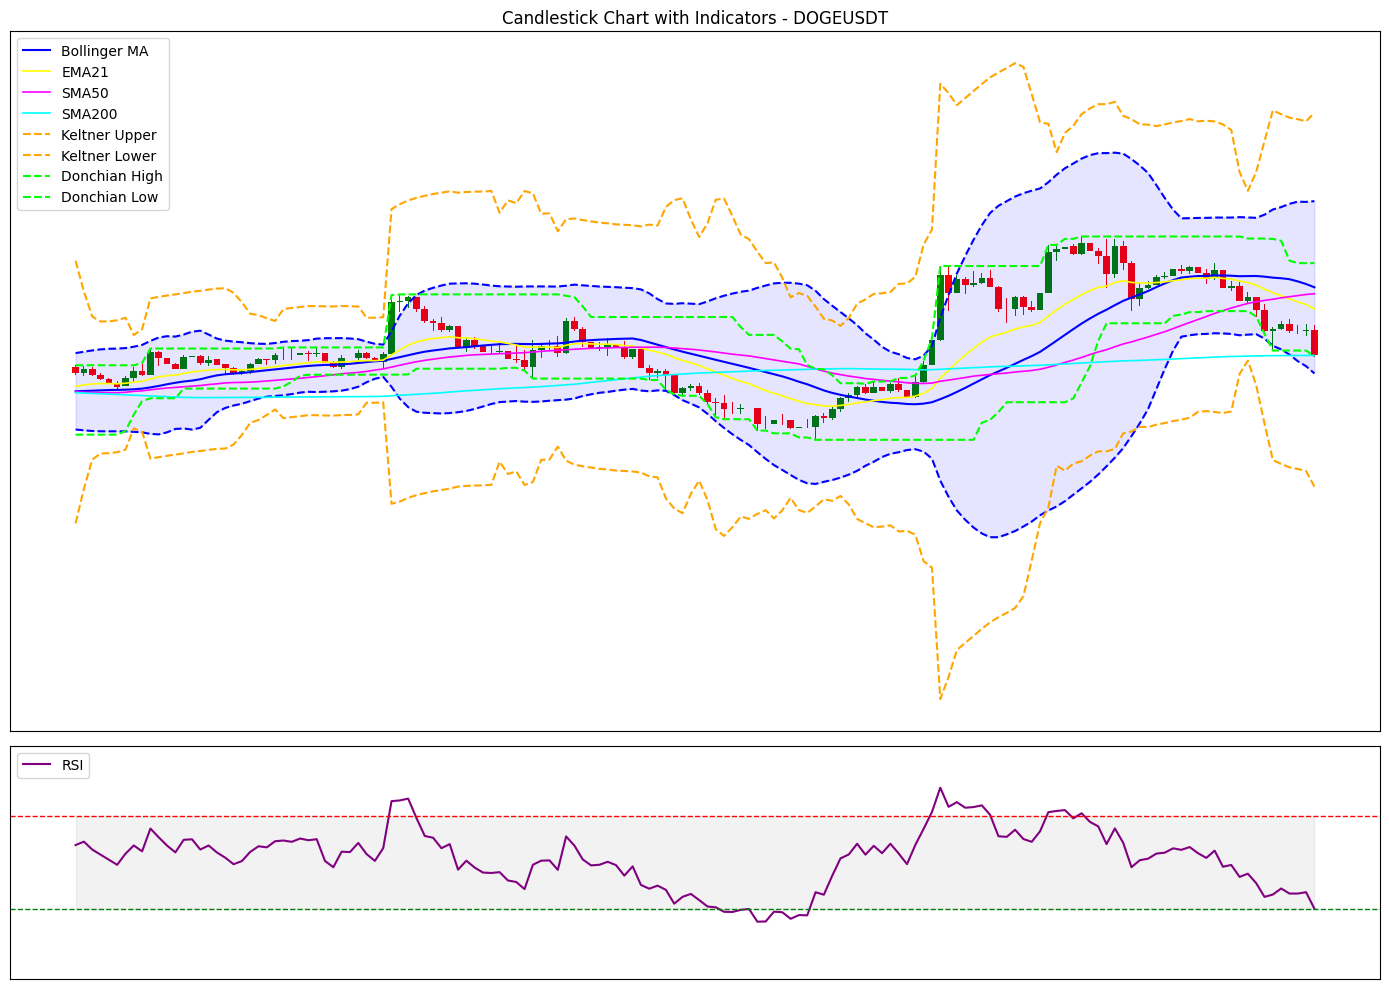 Candlestick Chart with Indicators - DOGEUSDT
Bollinger MA
EMA21
SMA50
SMA200
Keltner Upper
Keltner Lower
Donchian High
Donchian Low
RSI